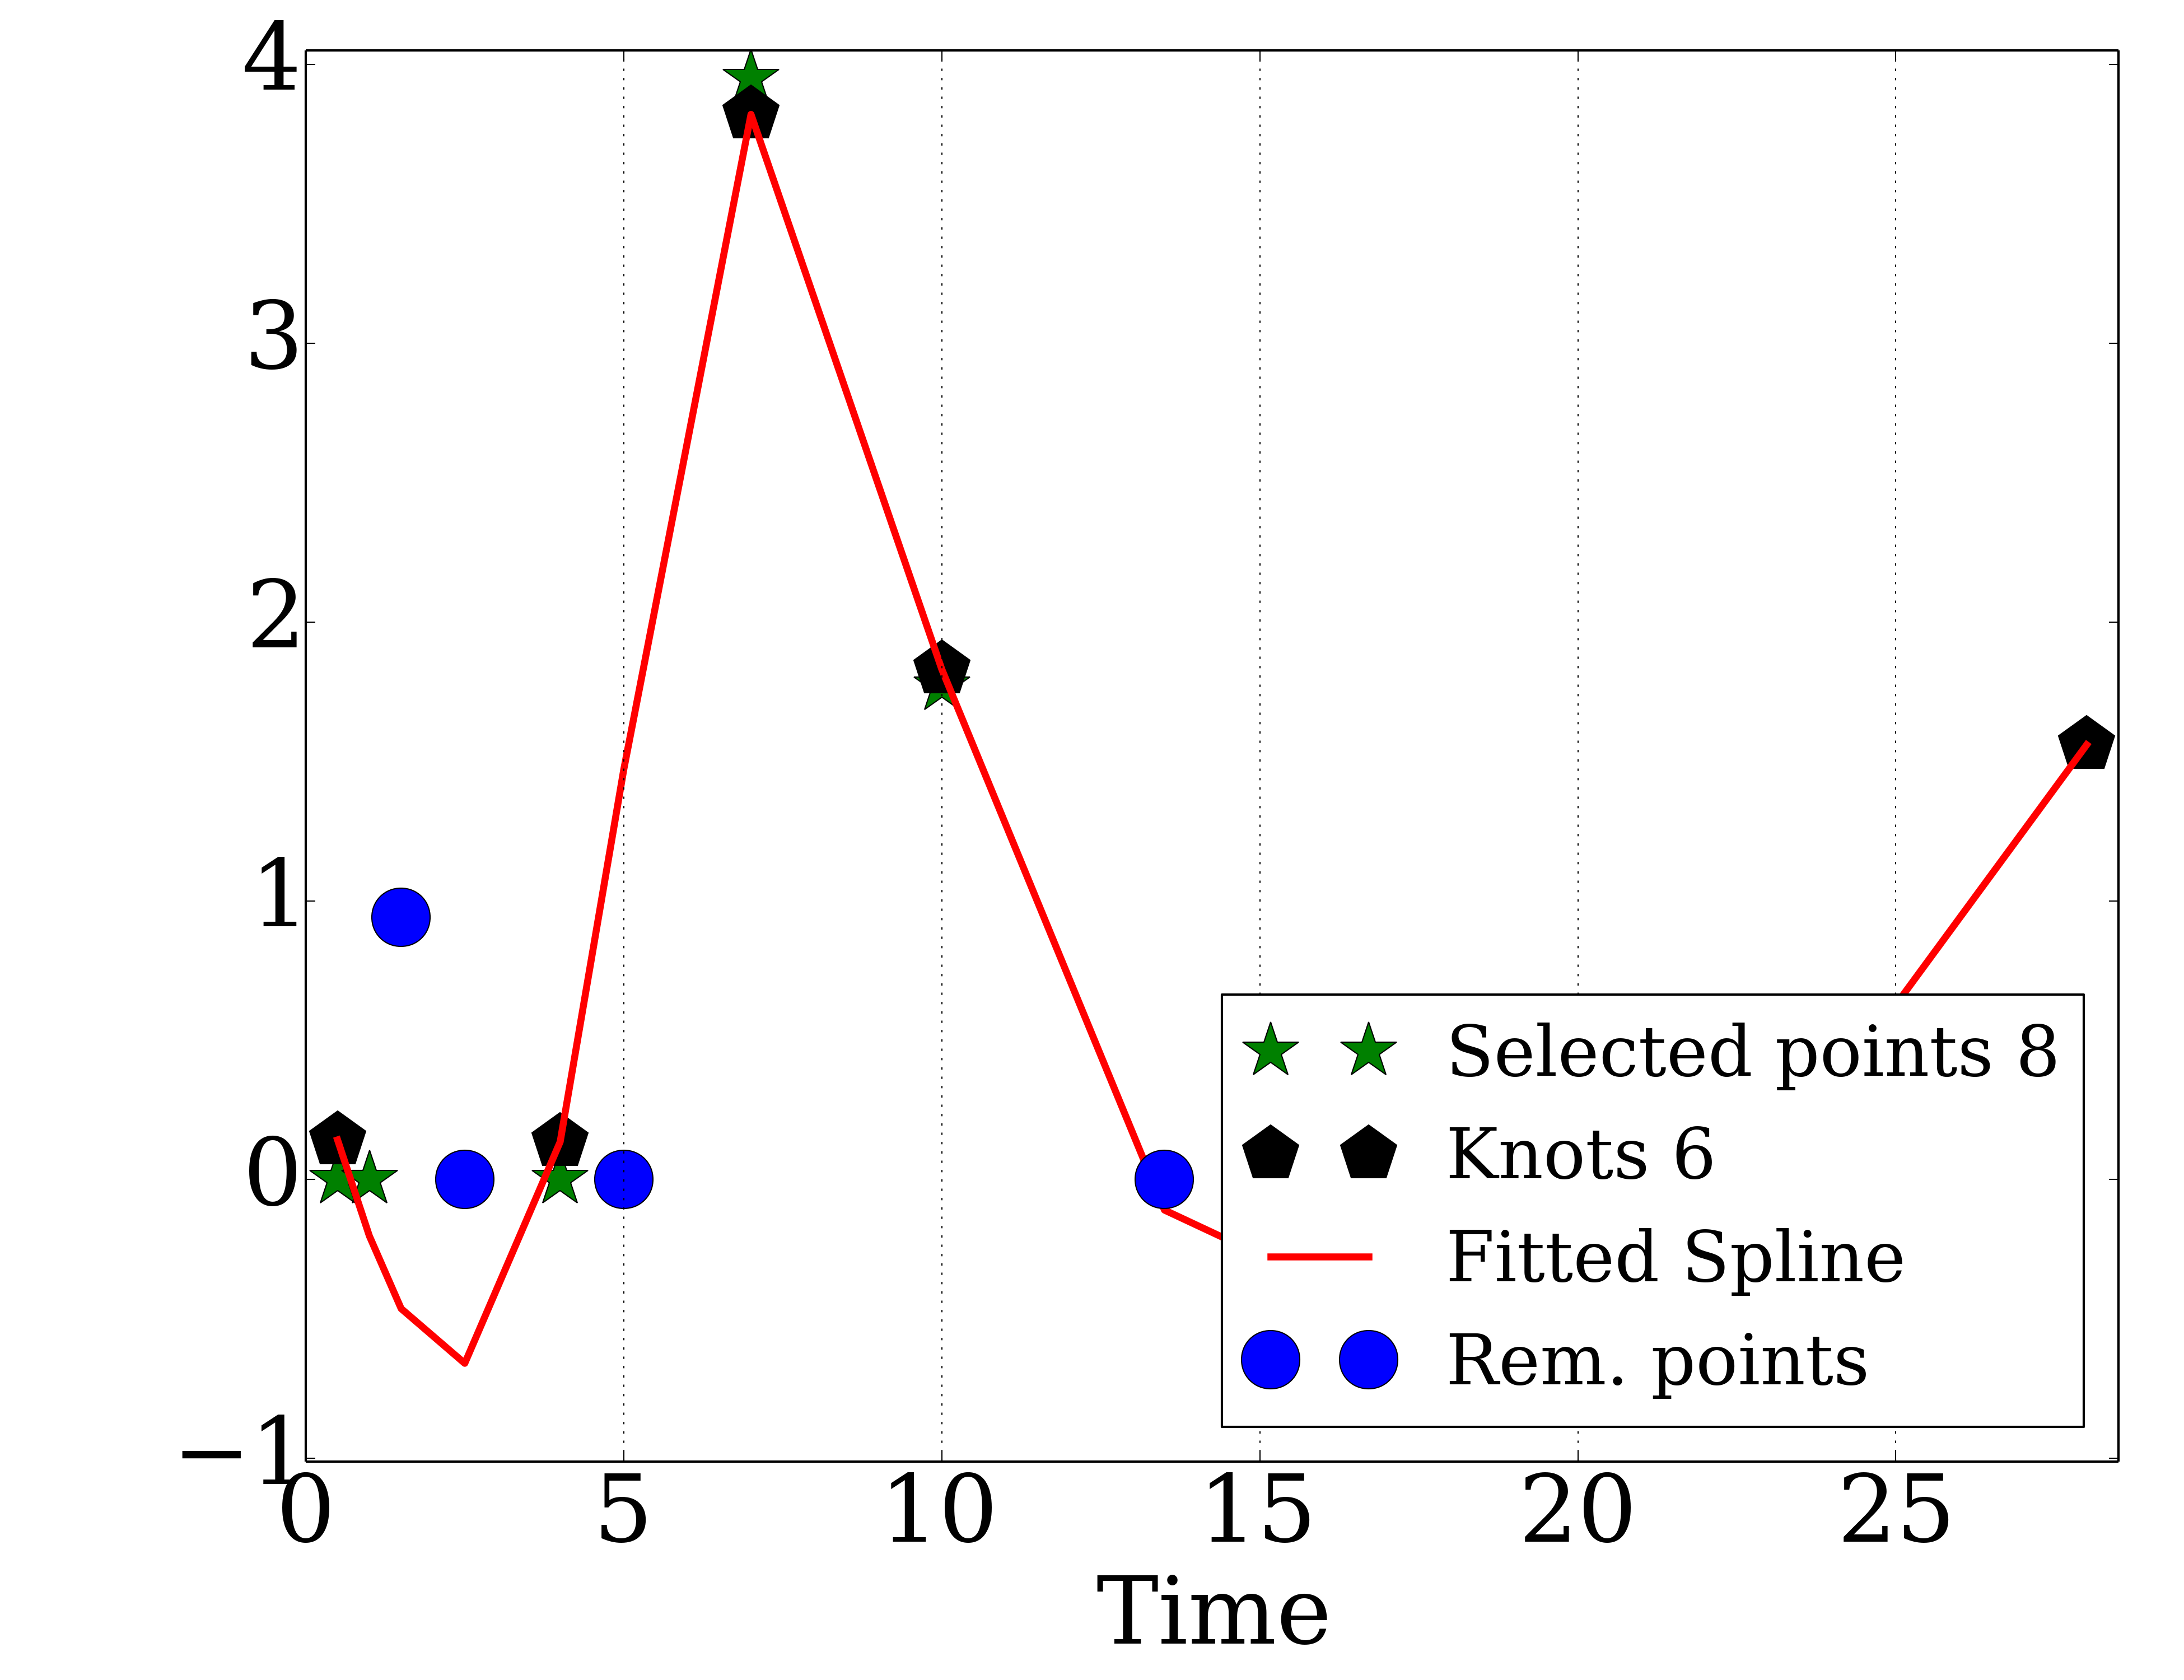 4
3
2
1
0
−1
0 5 10 15 20 25
Time
Selected points 8
Knots 6
Fitted Spline
Rem. points